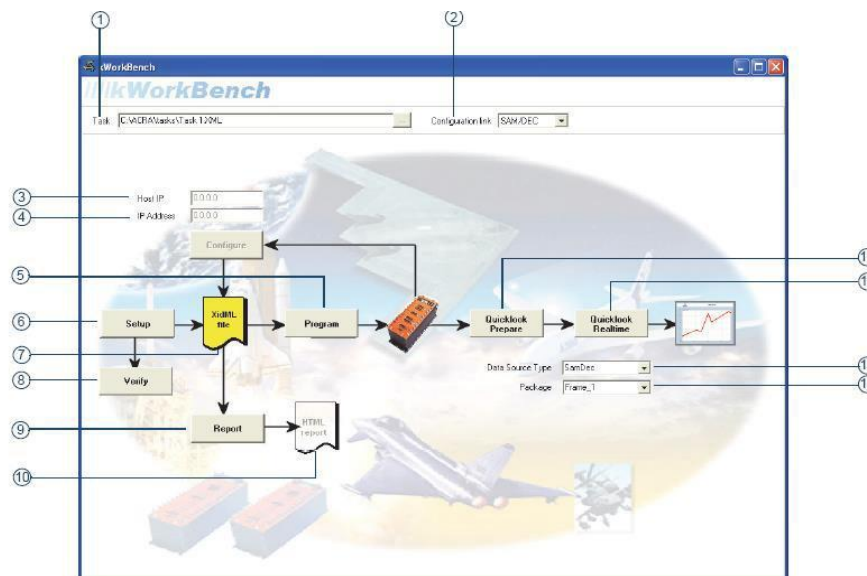 1
2
kWorkBench
kWorkBench
Task C:\ACRA\tasks\Task 1.XML ... Configuration link SAM/DEC
3 Host IP 0.0.0.0
4 IP Address 0.0.0.0
Configure
5
6 Setup
XidML file
Program
Quicklook Prepare
Quicklook Realtime
7
8 Verify
Data Source Type SamDec
Package Frame_1
9 Report
HTML report
10